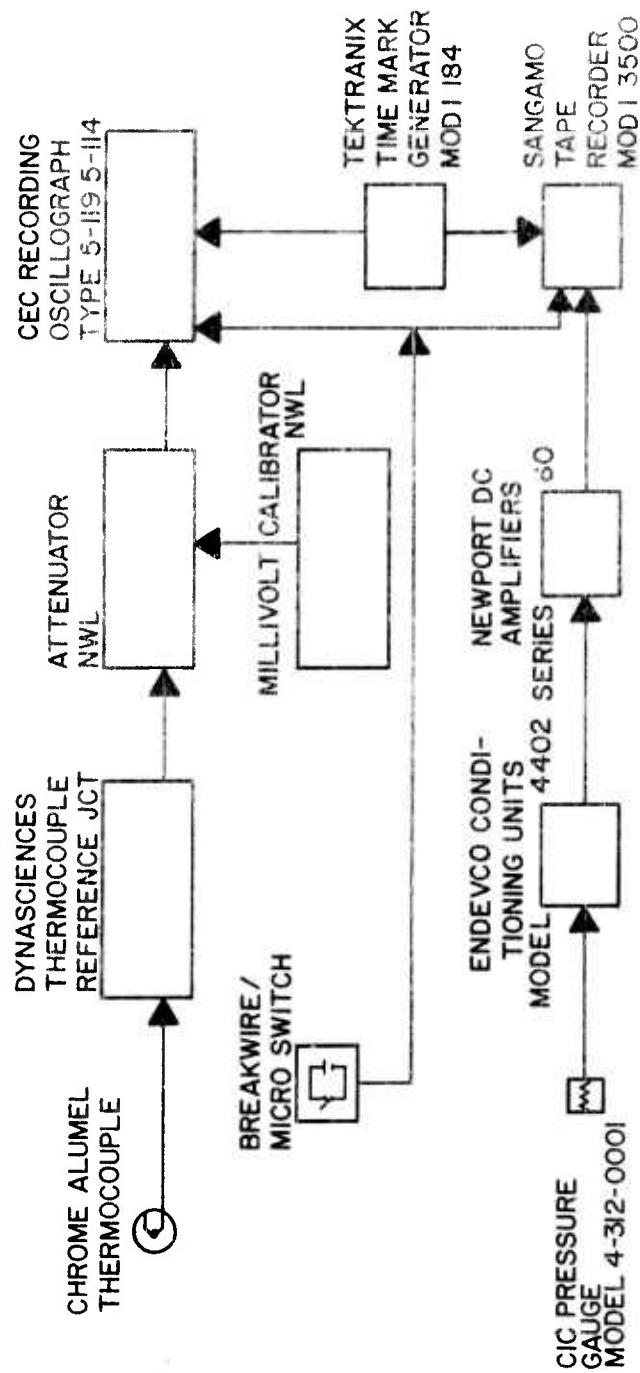 CHROME ALUMEL
THERMOCOUPLE
DYNASCIENCES
THERMOCOUPLE
REFERENCE JCT
ATTENUATOR
NWL
CEC RECORDING
OSCILLOGRAPH
TYPE 5-119 5-114
MILLIVOLT CALIBRATOR
NWL
BREAKWIRE/
MICRO SWITCH
TEKTRANIX
TIME MARK
GENERATOR
MOD1 184
CIC PRESSURE
GAUGE
MODEL 4-312-0001
ENDEVCO CONDI-
TIONING UNITS
MODEL 4402 SERIES
NEWPORT DC
AMPLIFIERS 60
SANGAMO
TAPE
RECORDER
MOD1 3500